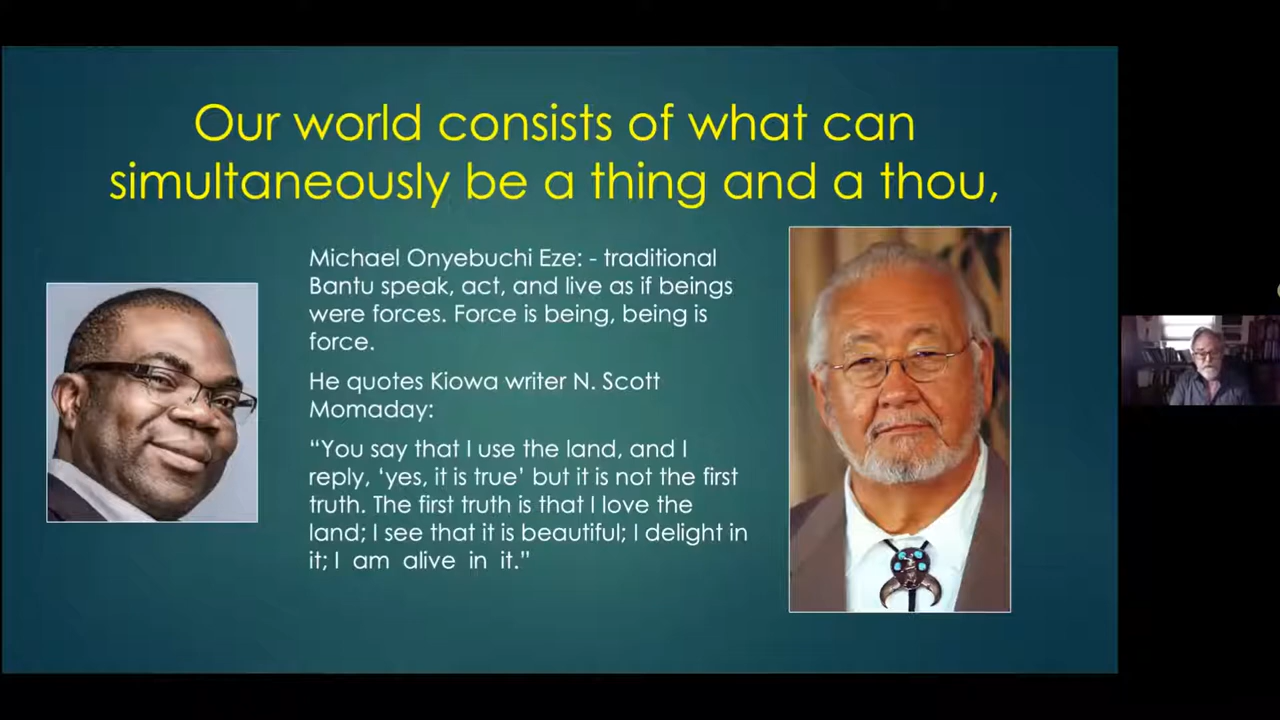 Our world consists of what can
simultaneously be a thing and a thou,
Michael Onyebuchi Eze: - traditional
Bantu speak, act, and live as if beings
were forces. Force is being, being is
force.
He quotes Kiowa writer N. Scott
Momaday:
“You say that I use the land, and I
reply, ‘yes, it is true’ but it is not the first
truth. The first truth is that I love the
land; I see that it is beautiful; I delight in
it; I am alive in it.”